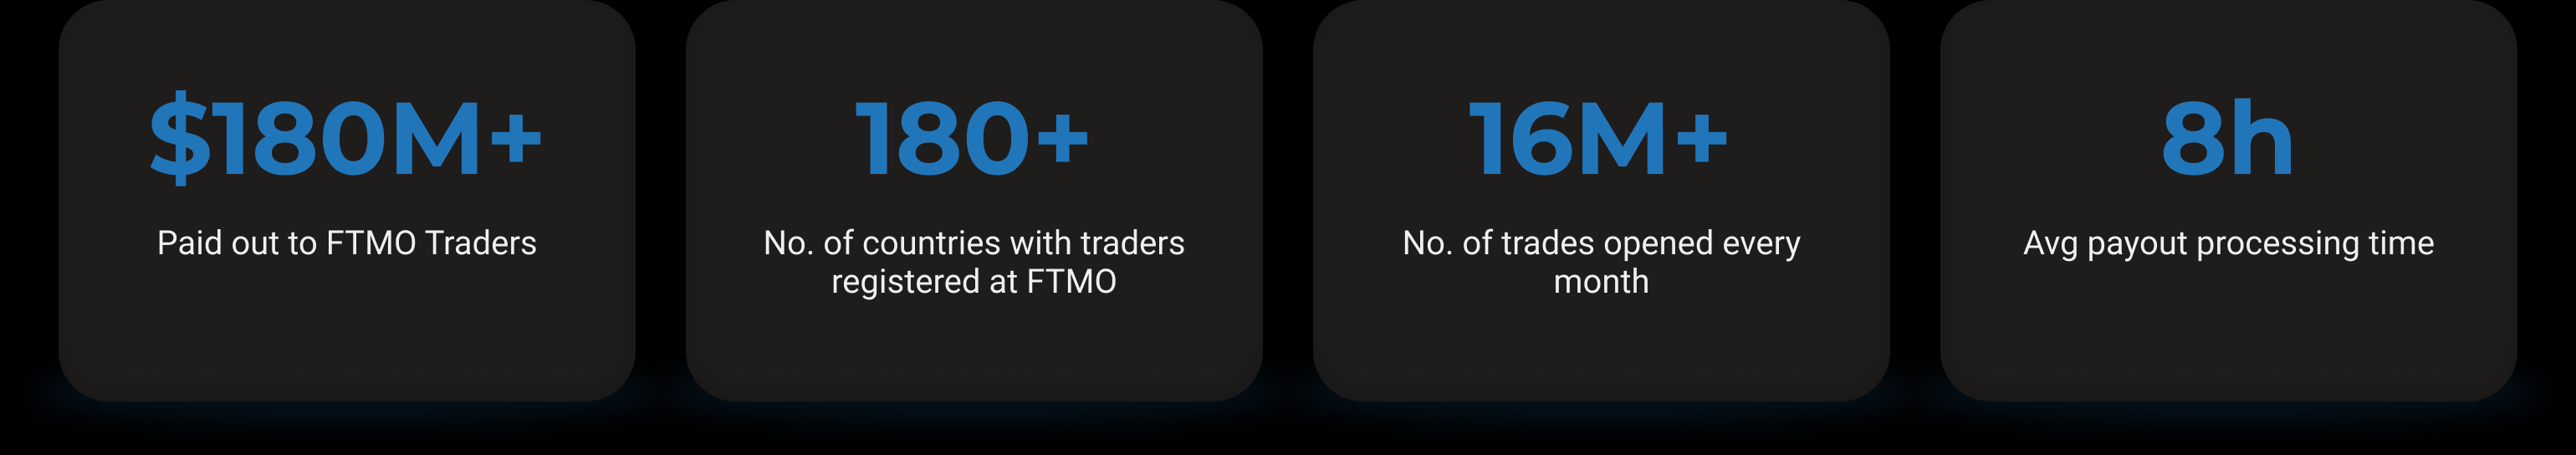 $180M+
Paid out to FTMO Traders
180+
No. of countries with traders
registered at FTMO
16M+
No. of trades opened every
month
8h
Avg payout processing time